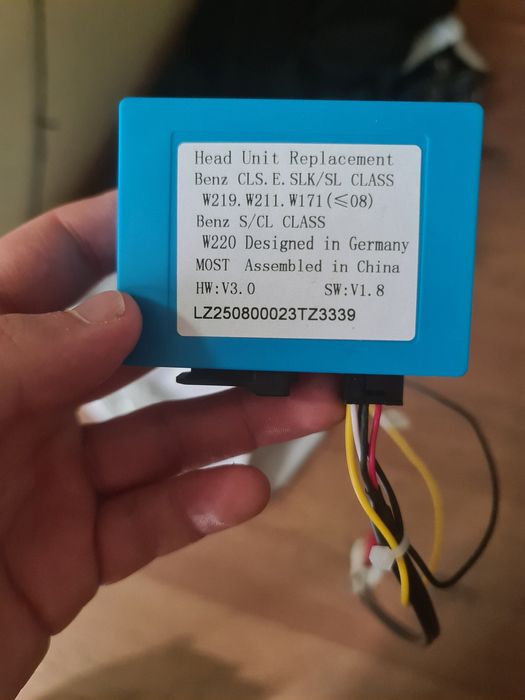 Head Unit Replacement
Benz CLS.E.SLK/SL CLASS
W219.W211.W171(≤08)
Benz S/CL CLASS
W220 Designed in Germany
MOST Assembled in China
HW:V3.0 SW:V1.8
LZ250800023TZ3339